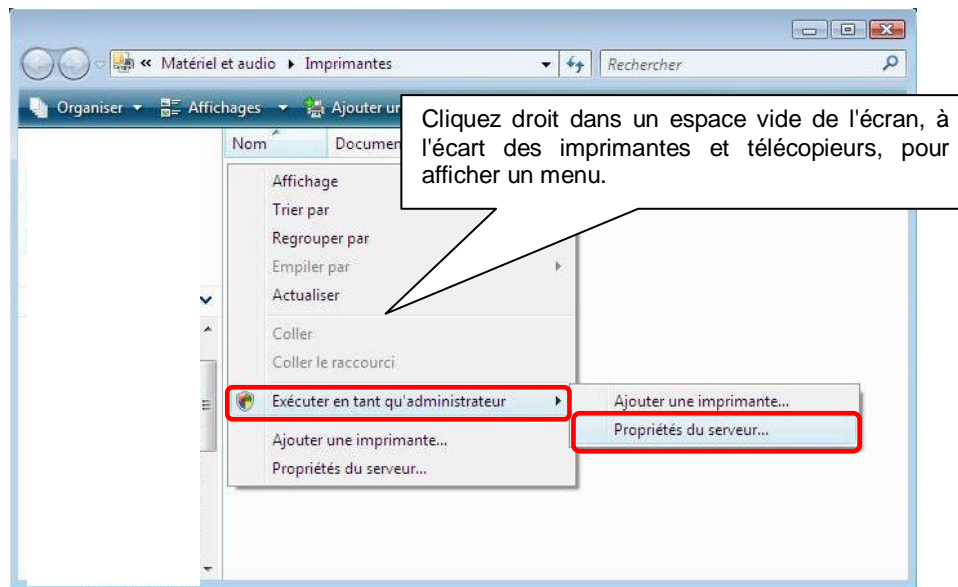 « Matériel et audio Imprimantes
Rechercher
Organiser Affichages Ajouter
Cliquez droit dans un espace vide de l'écran, à
l'écart des imprimantes et télécopieurs, pour
afficher un menu.
Nom
Affichage
Trier par
Regrouper par
Empiler par
Actualiser
Coller
Coller le raccourci
Exécuter en tant qu'administrateur
Ajouter une imprimante...
Propriétés du serveur...
Ajouter une imprimante...
Propriétés du serveur...